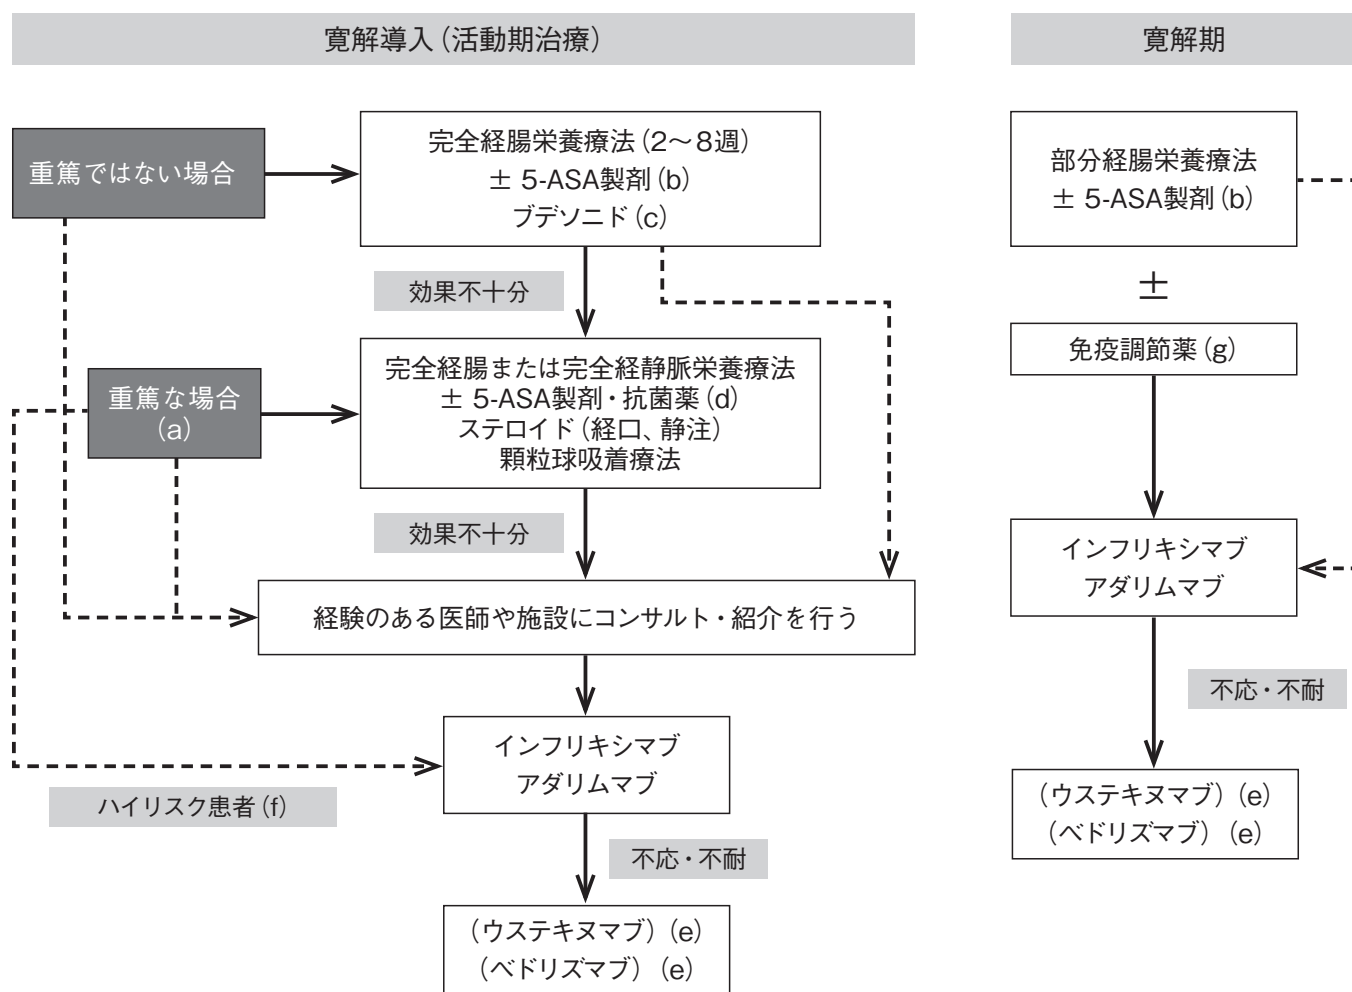 寛解導入（活動期治療）
重篤ではない場合
完全経腸栄養療法（2～8週）
± 5-ASA製剤（b）
ブデソニド（c）
効果不十分
重篤な場合
（a）
完全経腸または完全経静脈栄養療法
± 5-ASA製剤・抗菌薬（d）
ステロイド（経口、静注）
顆粒球吸着療法
効果不十分
経験のある医師や施設にコンサルト・紹介を行う
インフリキシマブ
アダリムマブ
ハイリスク患者（f）
不応・不耐
（ウステキヌマブ）（e）
（ベドリズマブ）（e）
寛解期
部分経腸栄養療法
± 5-ASA製剤（b）
±
免疫調節薬（g）
インフリキシマブ
アダリムマブ
不応・不耐
（ウステキヌマブ）（e）
（ベドリズマブ）（e）